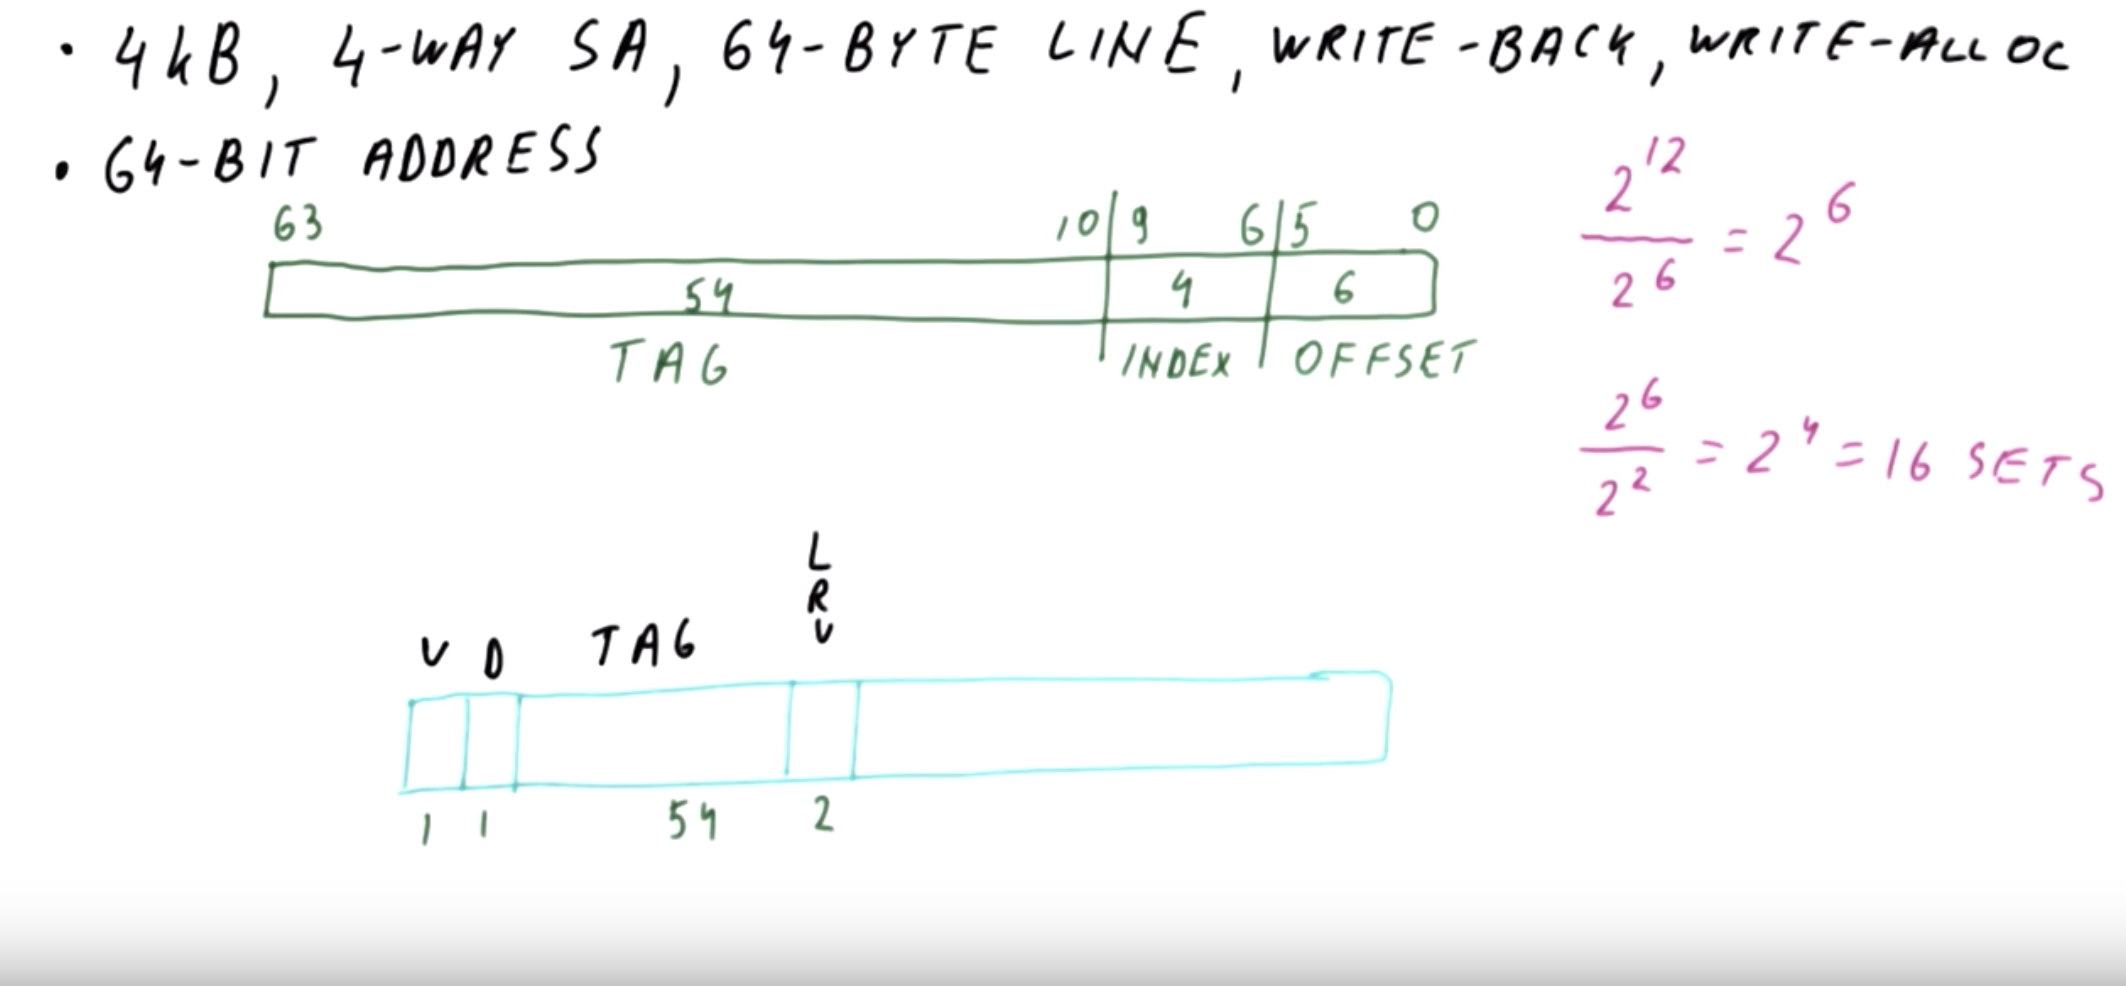 • 4kB, 4-WAY SA, 64-BYTE LINE, WRITE-BACK, WRITE-ALLOC
• 64-BIT ADDRESS
63 10 9 6 5 0
54 4 6
TAG INDEX OFFSET
2^12 / 2^6 = 2^6
2^6 / 2^2 = 2^4 = 16 SETS
V D TAG LRU
1 1 54 2